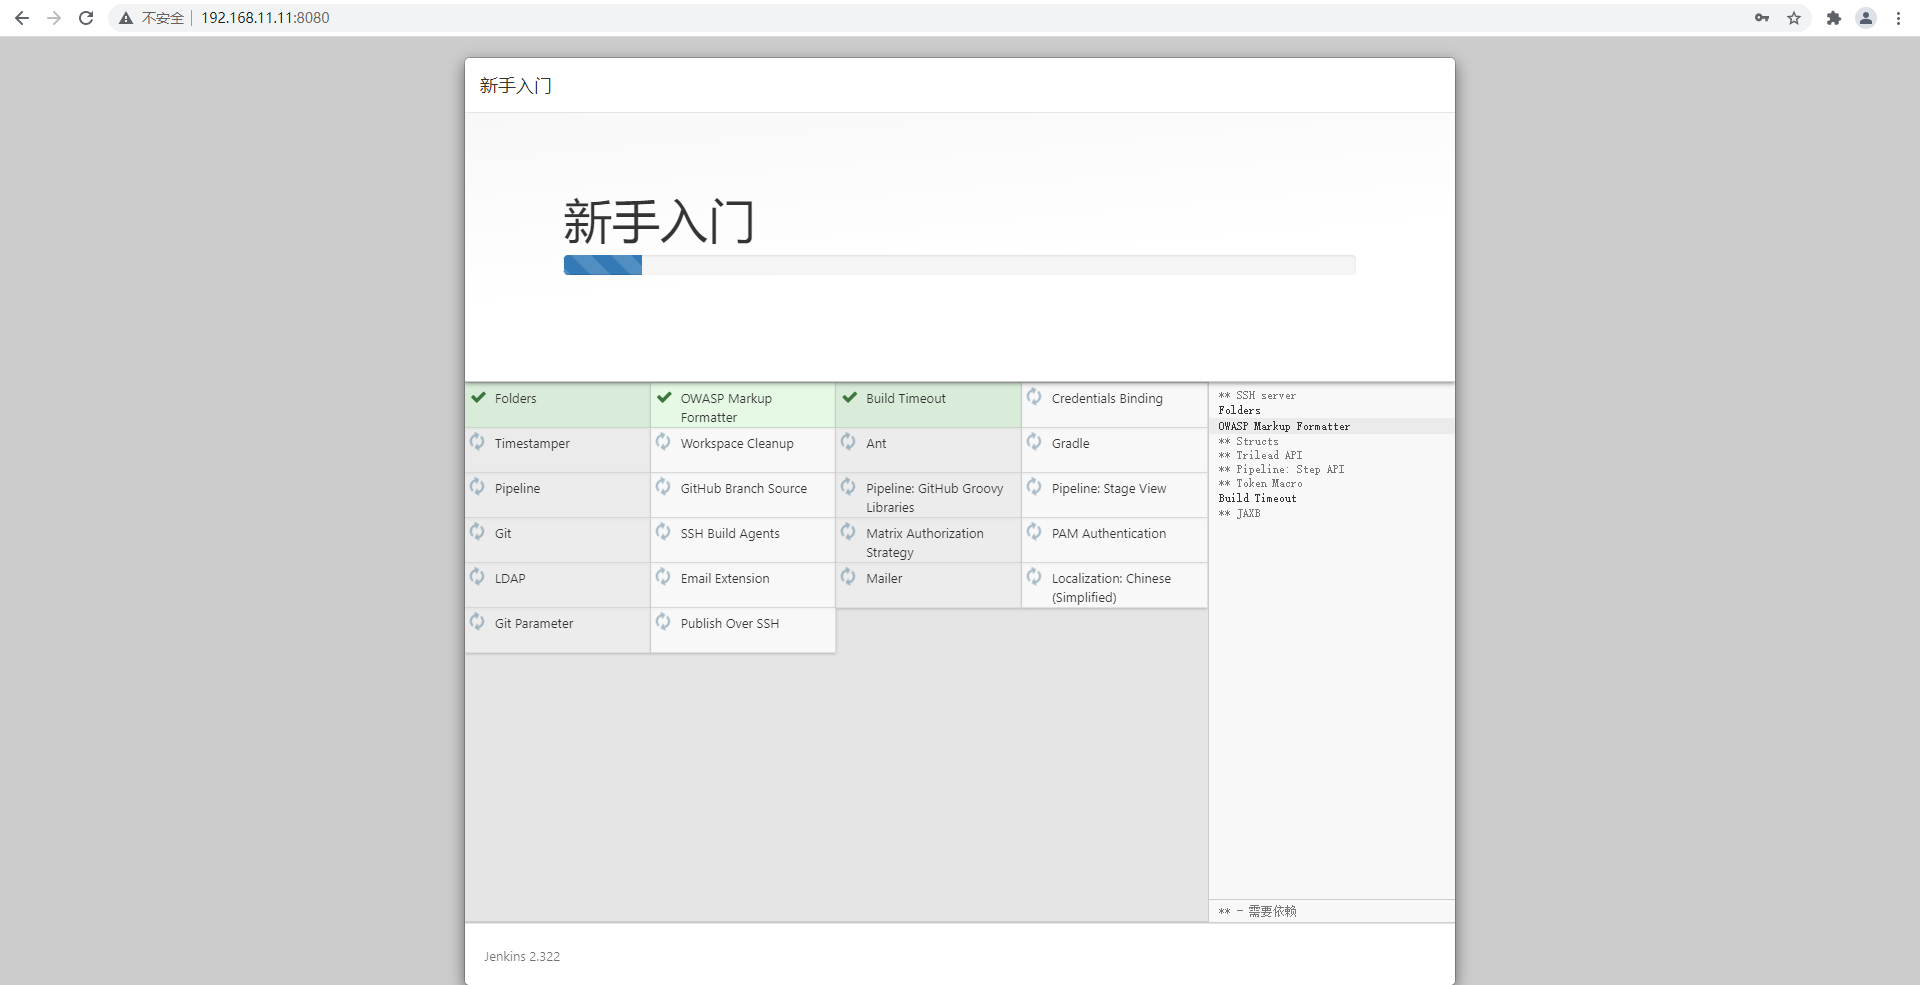 不安全 192.168.11.11:8080
新手入门
新手入门
Folders
OWASP Markup
Formatter
Build Timeout
Credentials Binding
Timestamper
Workspace Cleanup
Ant
Gradle
Pipeline
GitHub Branch Source
Pipeline: GitHub Groovy
Libraries
Pipeline: Stage View
Git
SSH Build Agents
Matrix Authorization
Strategy
PAM Authentication
LDAP
Email Extension
Mailer
Localization: Chinese
(Simplified)
Git Parameter
Publish Over SSH
** SSH server
Folders
OWASP Markup Formatter
** Structs
** Trilead API
** Pipeline: Step API
** Token Macro
Build Timeout
** JAXB
** - 需要依赖
Jenkins 2.322